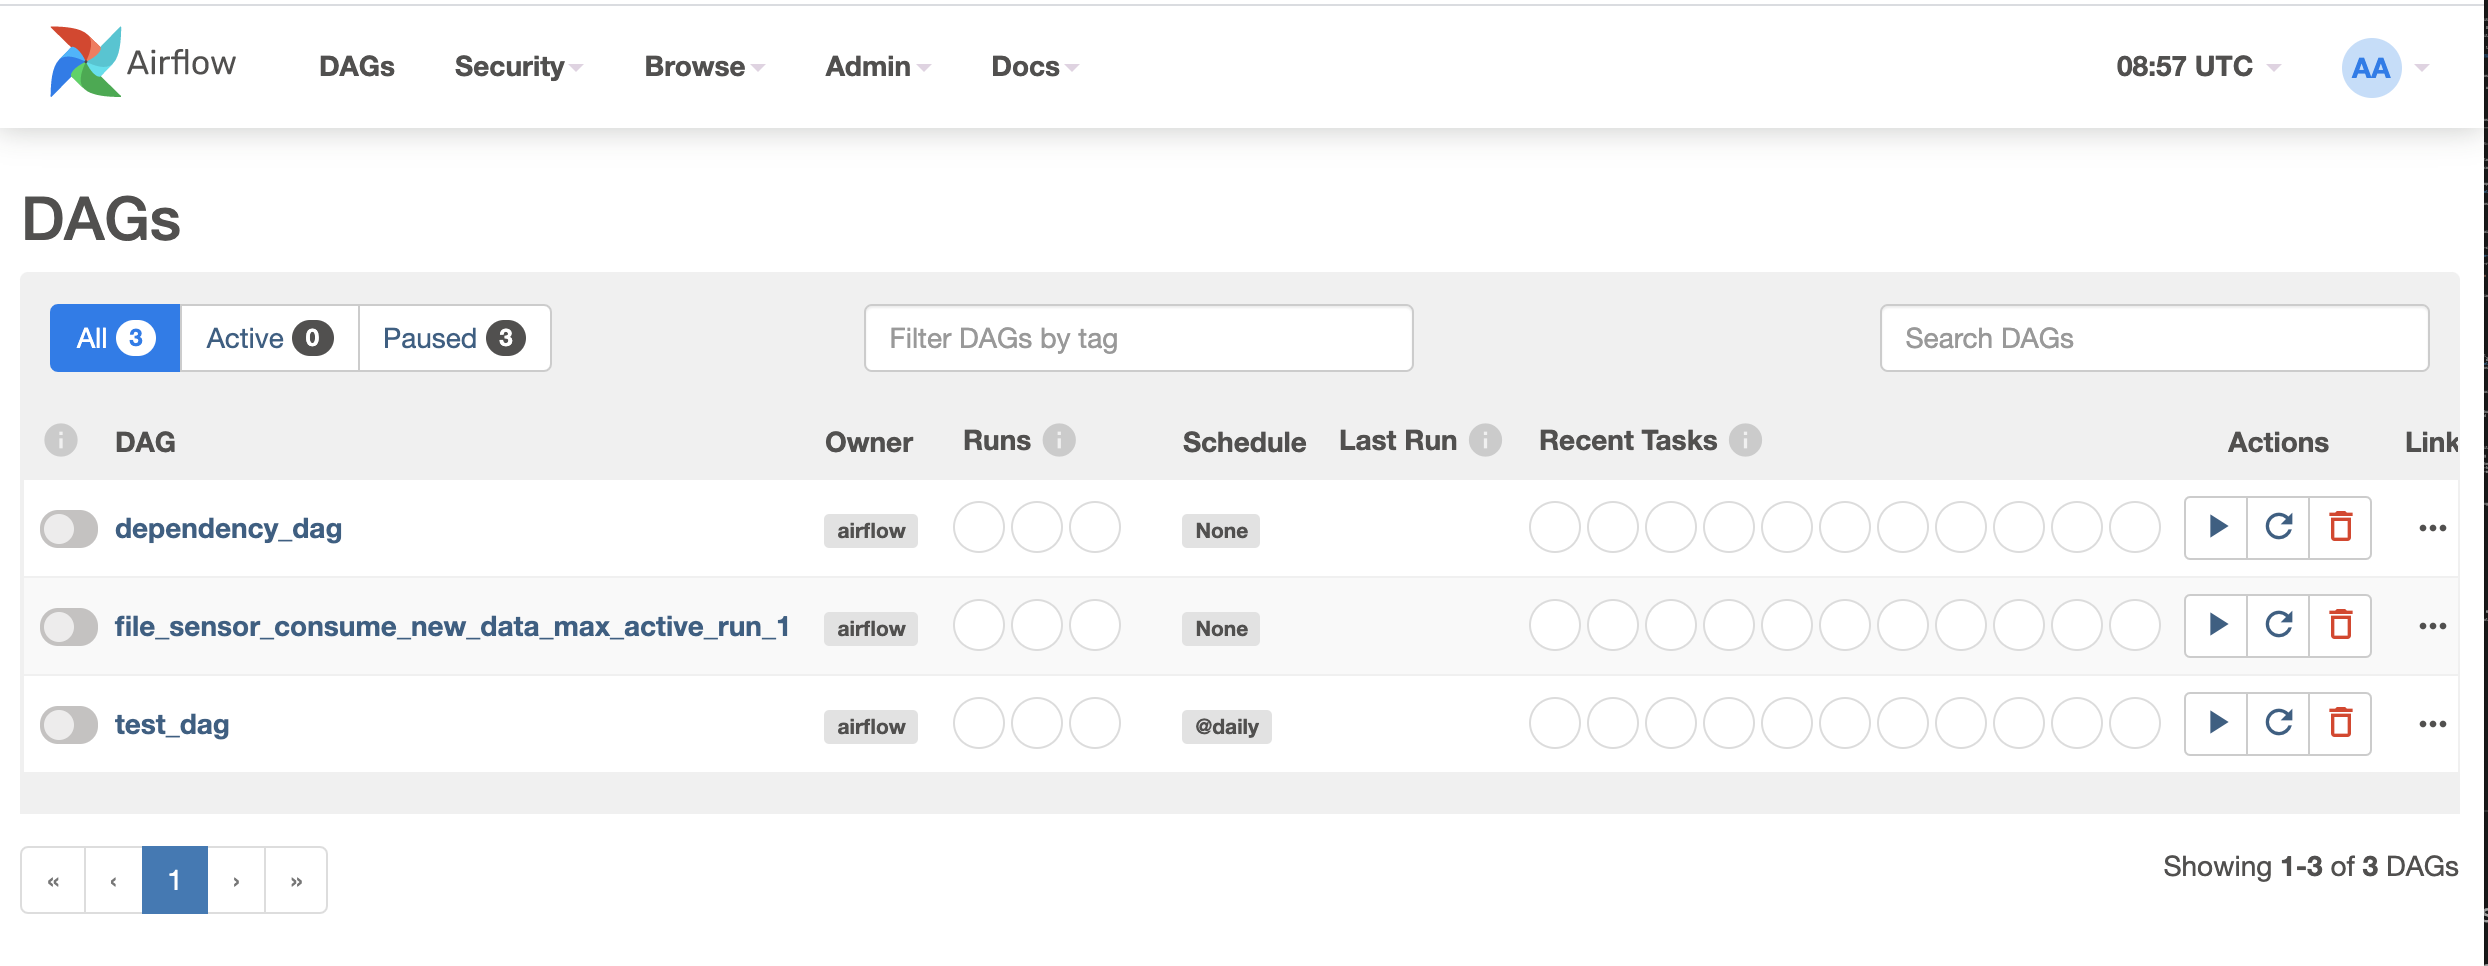 Airflow DAGs Security Browse Admin Docs 08:57 UTC AA
DAGs
All 3 Active 0 Paused 3 Filter DAGs by tag Search DAGs
i DAG Owner Runs i Schedule Last Run i Recent Tasks i Actions Link
dependency_dag airflow None ...
file_sensor_consume_new_data_max_active_run_1 airflow None ...
test_dag airflow @daily ...
« ‹ 1 › » Showing 1-3 of 3 DAGs